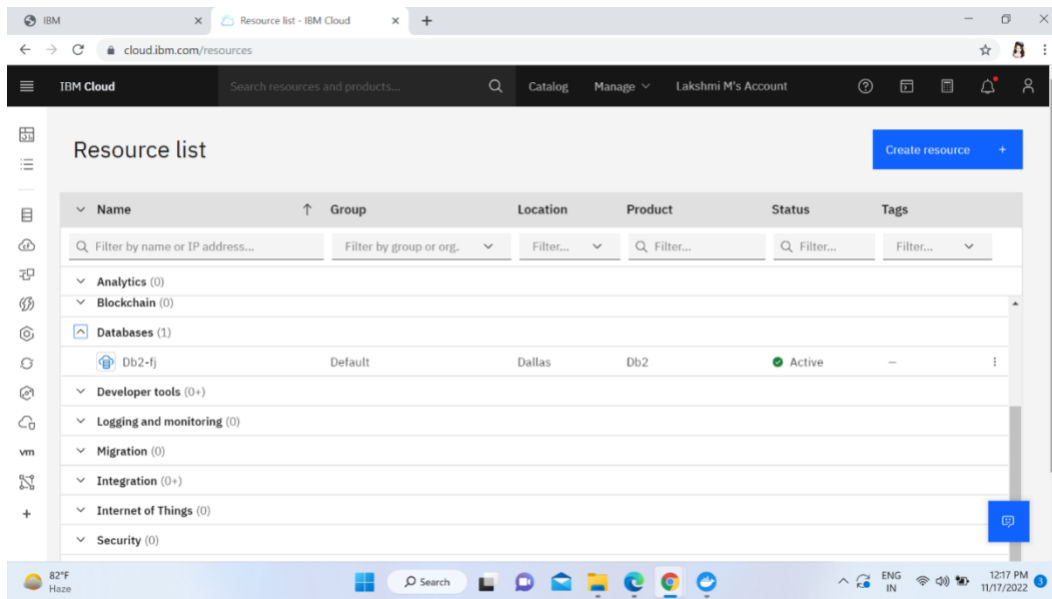 IBM
Resource list - IBM Cloud
cloud.ibm.com/resources
IBM Cloud
Search resources and products...
Catalog
Manage
Lakshmi M's Account
Resource list
Create resource +
Name Group Location Product Status Tags
Filter by name or IP address... Filter by group or org. Filter... Filter... Filter... Filter...
Analytics (0)
Blockchain (0)
Databases (1)
Db2-fj Default Dallas Db2 Active –
Developer tools (0+)
Logging and monitoring (0)
vm
Migration (0)
Integration (0+)
Internet of Things (0)
Security (0)
82°F
Haze
Search
ENG
IN
12:17 PM
11/17/2022
3